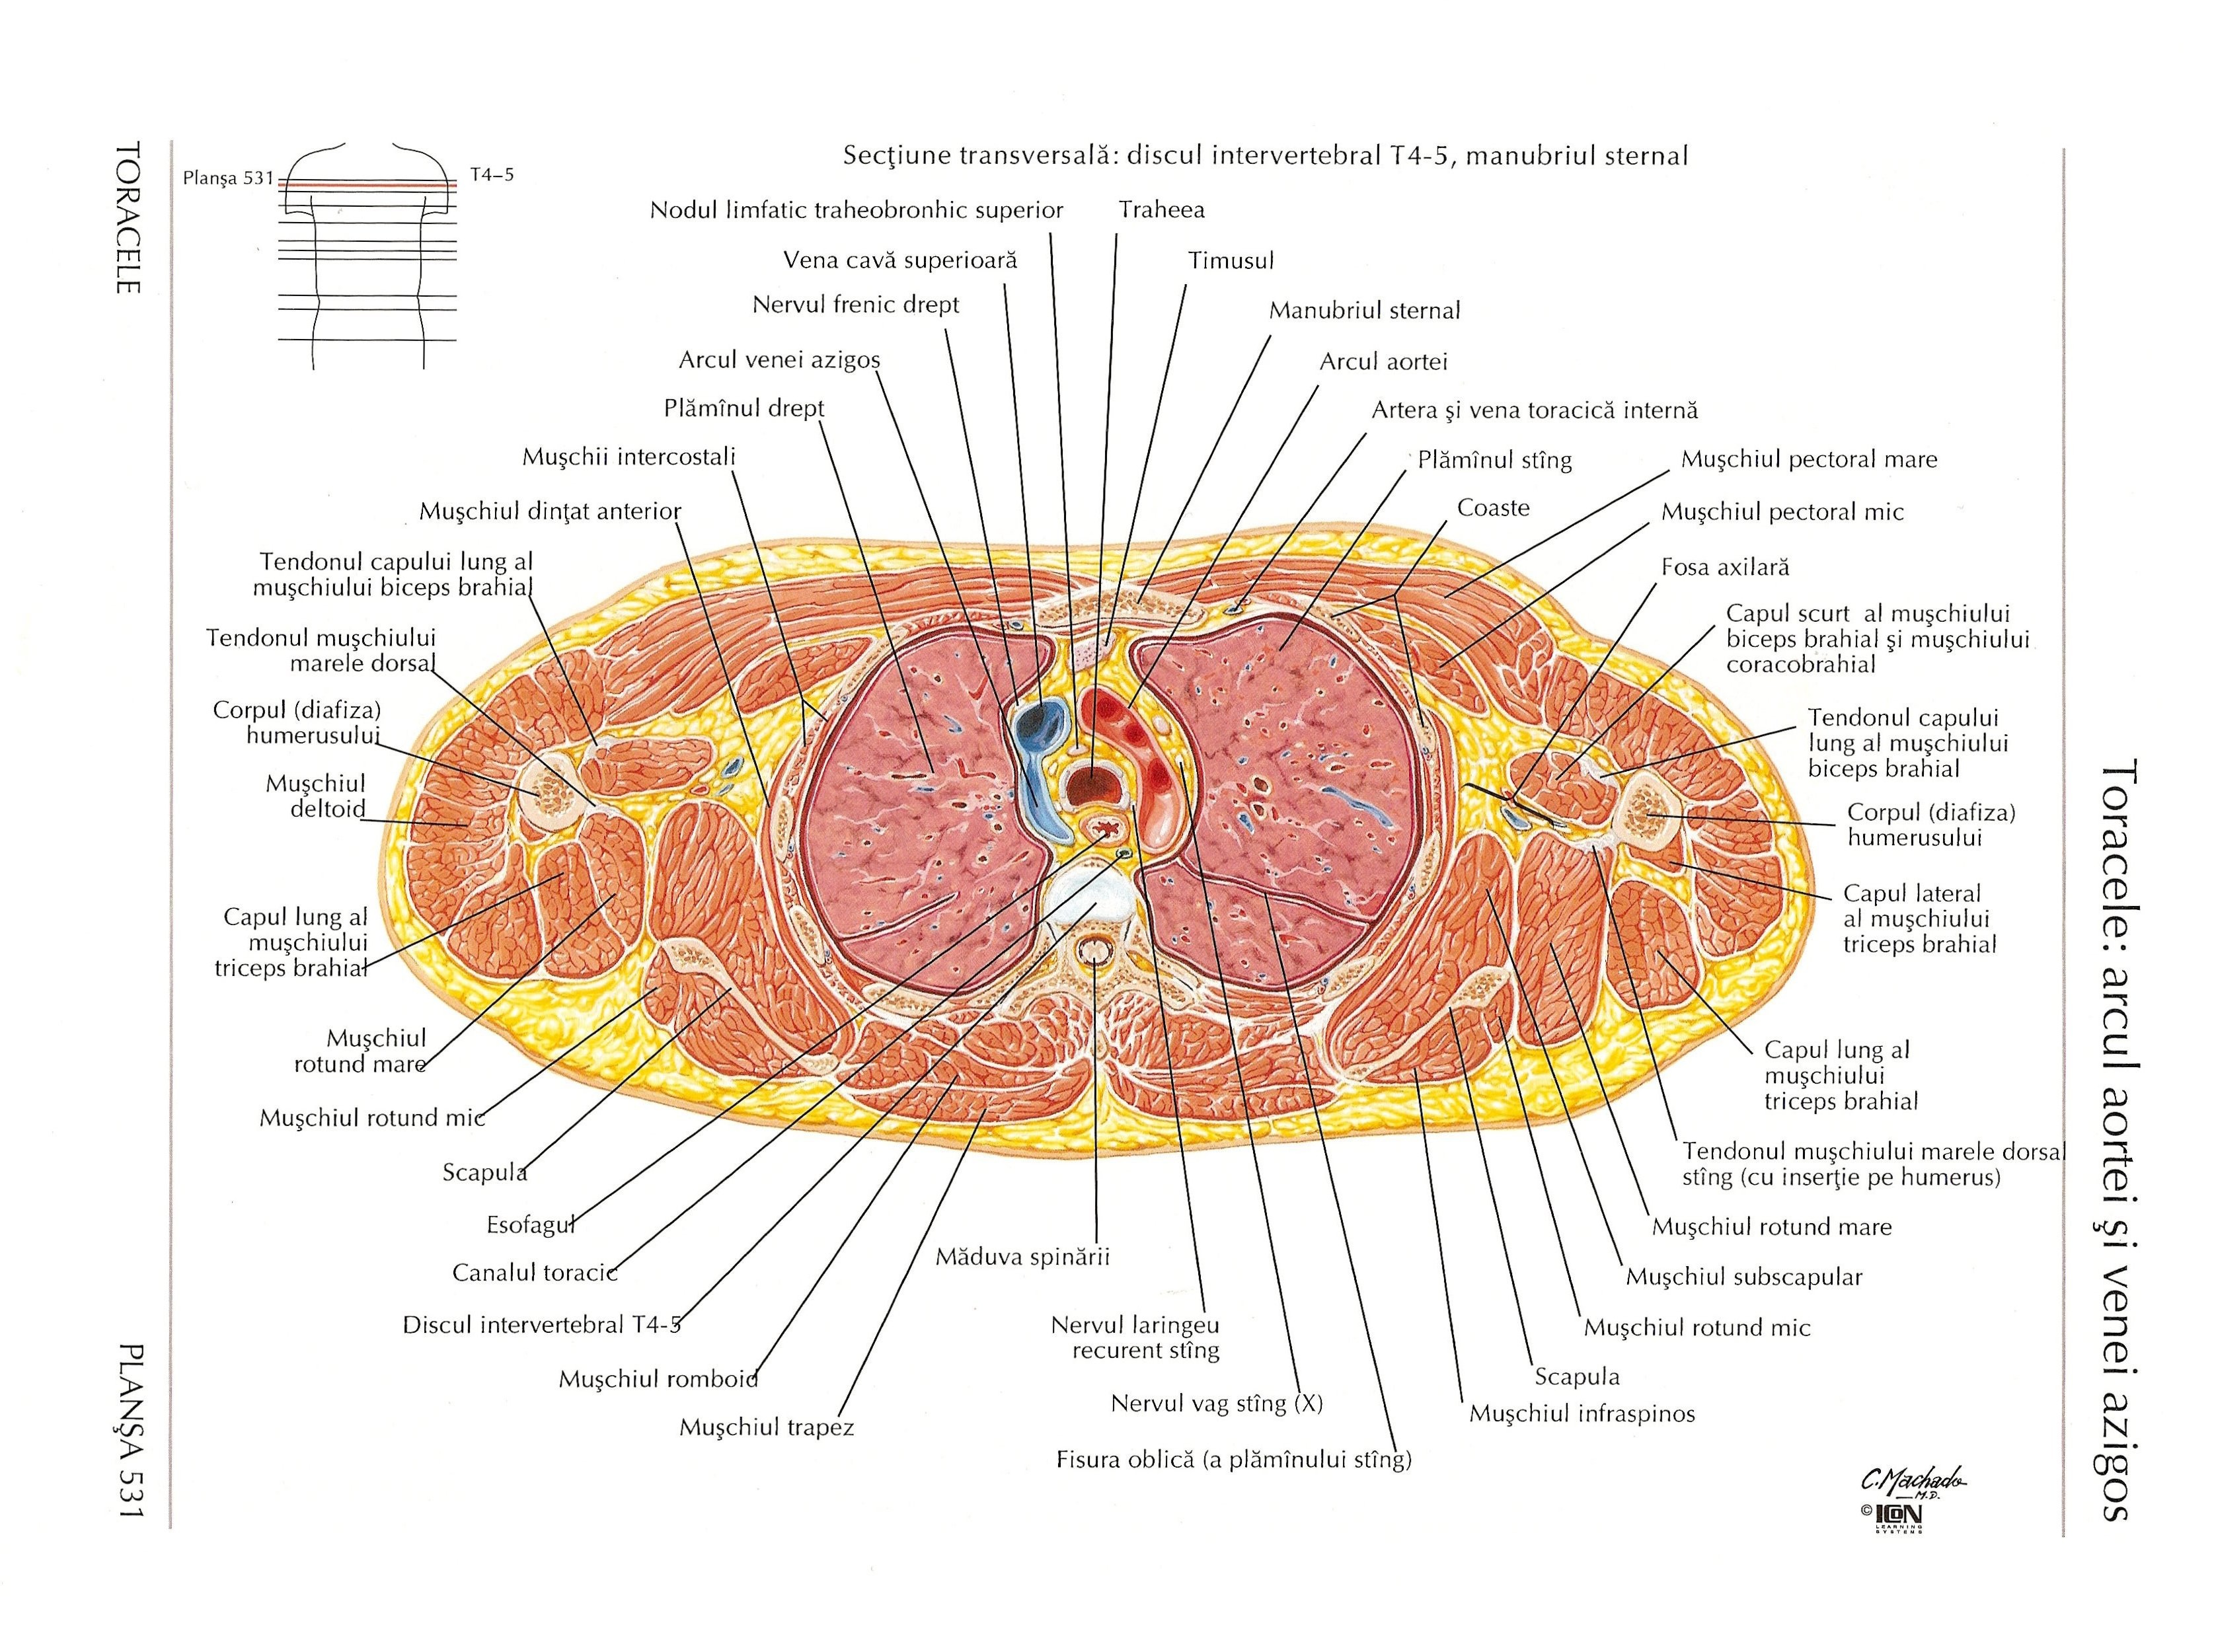 TORACELE
Planşa 531
T4–5
Secţiune transversală: discul intervertebral T4-5, manubriul sternal
Nodul limfatic traheobronhic superior
Traheea
Vena cavă superioară
Timusul
Nervul frenic drept
Manubriul sternal
Arcul venei azigos
Arcul aortei
Plămînul drept
Artera şi vena toracică internă
Muşchii intercostali
Plămînul stîng
Muşchiul pectoral mare
Muşchiul dinţat anterior
Coaste
Muşchiul pectoral mic
Tendonul capului lung al
muşchiului biceps brahial
Fosa axilară
Tendonul muşchiului
marele dorsal
Capul scurt al muşchiului
biceps brahial şi muşchiului
coracobrahial
Corpul (diafiza)
humerusului
Tendonul capului
lung al muşchiului
biceps brahial
Muşchiul
deltoid
Corpul (diafiza)
humerusului
Capul lung al
muşchiului
triceps brahial
Capul lateral
al muşchiului
triceps brahial
Muşchiul
rotund mare
Capul lung al
muşchiului
triceps brahial
Muşchiul rotund mic
Tendonul muşchiului marele dorsal
stîng (cu inserţie pe humerus)
Scapula
Esofagul
Muşchiul rotund mare
Canalul toracic
Măduva spinării
Muşchiul subscapular
Discul intervertebral T4-5
Nervul laringeu
recurent stîng
Muşchiul rotund mic
Muşchiul romboid
Scapula
Nervul vag stîng (X)
Muşchiul trapez
Muşchiul infraspinos
Fisura oblică (a plămînului stîng)
C. Machado
M.D.
© ICON
LEARNING
SYSTEMS
PLANŞA 531
Toracele: arcul aortei şi venei azigos